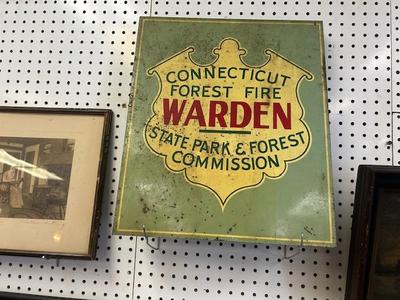 CONNECTICUT
FOREST FIRE
WARDEN
STATE PARK & FOREST
COMMISSION